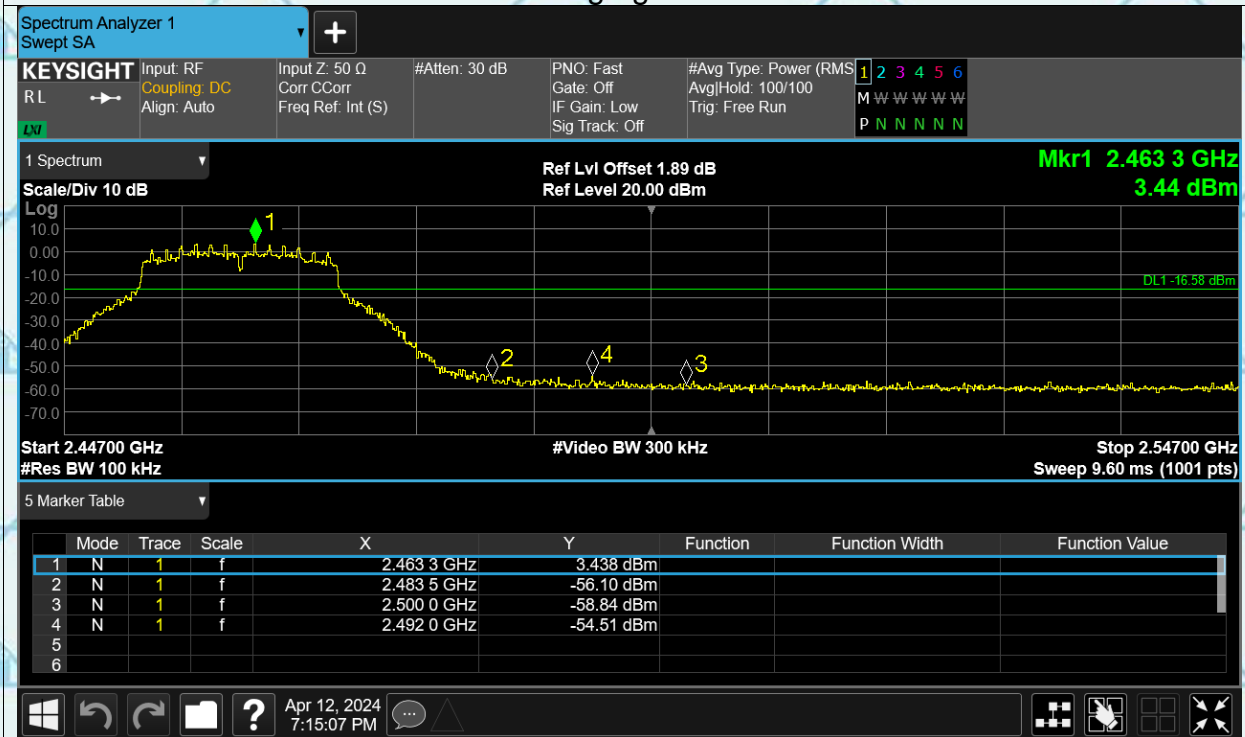 Spectrum Analyzer 1
Swept SA
+
KEYSIGHT Input: RF Input Z: 50 Ω #Atten: 30 dB PNO: Fast #Avg Type: Power (RMS 1 2 3 4 5 6
RL Coupling: DC Corr CCorr Gate: Off Avg|Hold: 100/100 M W W W W W
Align: Auto Freq Ref: Int (S) IF Gain: Low Trig: Free Run
LXI Sig Track: Off P N N N N N
1 Spectrum Ref Lvl Offset 1.89 dB Mkr1 2.463 3 GHz
Scale/Div 10 dB Ref Level 20.00 dBm 3.44 dBm
Log
1
10.0
0.00
-10.0
DL1 -16.58 dBm
-20.0
-30.0
-40.0
2 4 3
-50.0
-60.0
-70.0
Start 2.44700 GHz #Video BW 300 kHz Stop 2.54700 GHz
#Res BW 100 kHz Sweep 9.60 ms (1001 pts)
5 Marker Table
Mode Trace Scale X Y Function Function Width Function Value
1 N 1 f 2.463 3 GHz 3.438 dBm
2 N 1 f 2.483 5 GHz -56.10 dBm
3 N 1 f 2.500 0 GHz -58.84 dBm
4 N 1 f 2.492 0 GHz -54.51 dBm
5
6
? Apr 12, 2024
7:15:07 PM